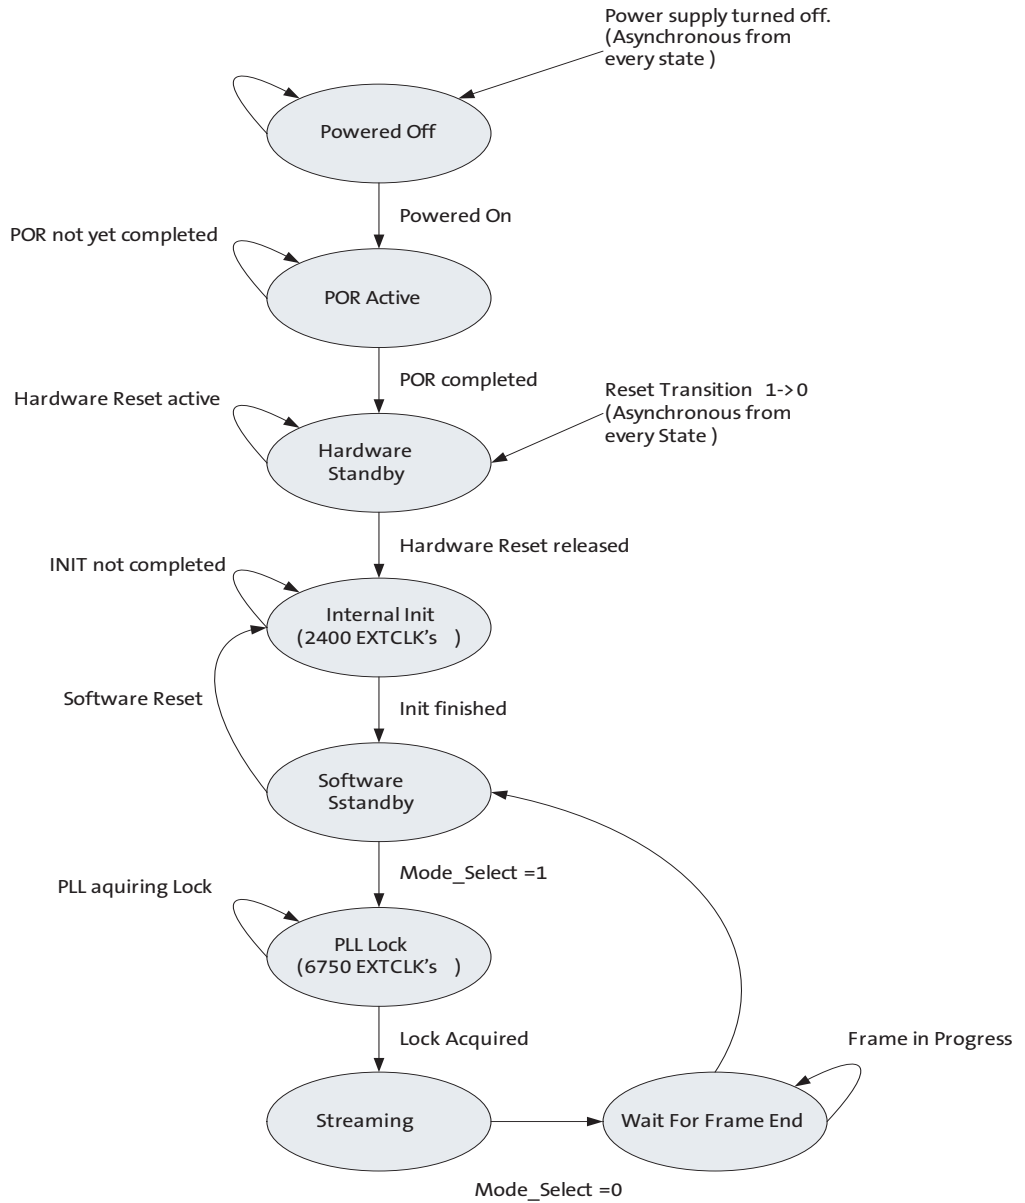 Power supply turned off.
(Asynchronous from
every state )
Powered Off
Powered On
POR not yet completed
POR Active
POR completed
Hardware Reset active
Reset Transition 1->0
(Asynchronous from
every State )
Hardware
Standby
Hardware Reset released
INIT not completed
Internal Init
(2400 EXTCLK's )
Software Reset
Init finished
Software
Sstandby
Mode_Select =1
PLL aquiring Lock
PLL Lock
(6750 EXTCLK's )
Lock Acquired
Frame in Progress
Streaming
Wait For Frame End
Mode_Select =0